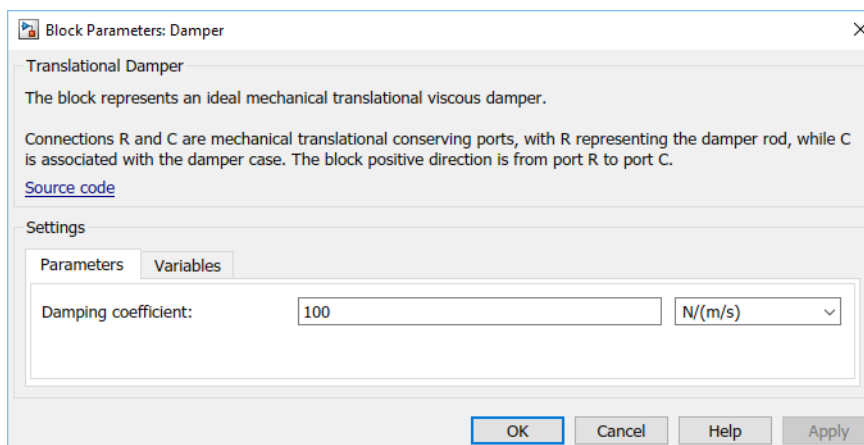 Block Parameters: Damper
Translational Damper
The block represents an ideal mechanical translational viscous damper.
Connections R and C are mechanical translational conserving ports, with R representing the damper rod, while C
is associated with the damper case. The block positive direction is from port R to port C.
Source code
Settings
Parameters Variables
Damping coefficient: 100 N/(m/s)
OK Cancel Help Apply